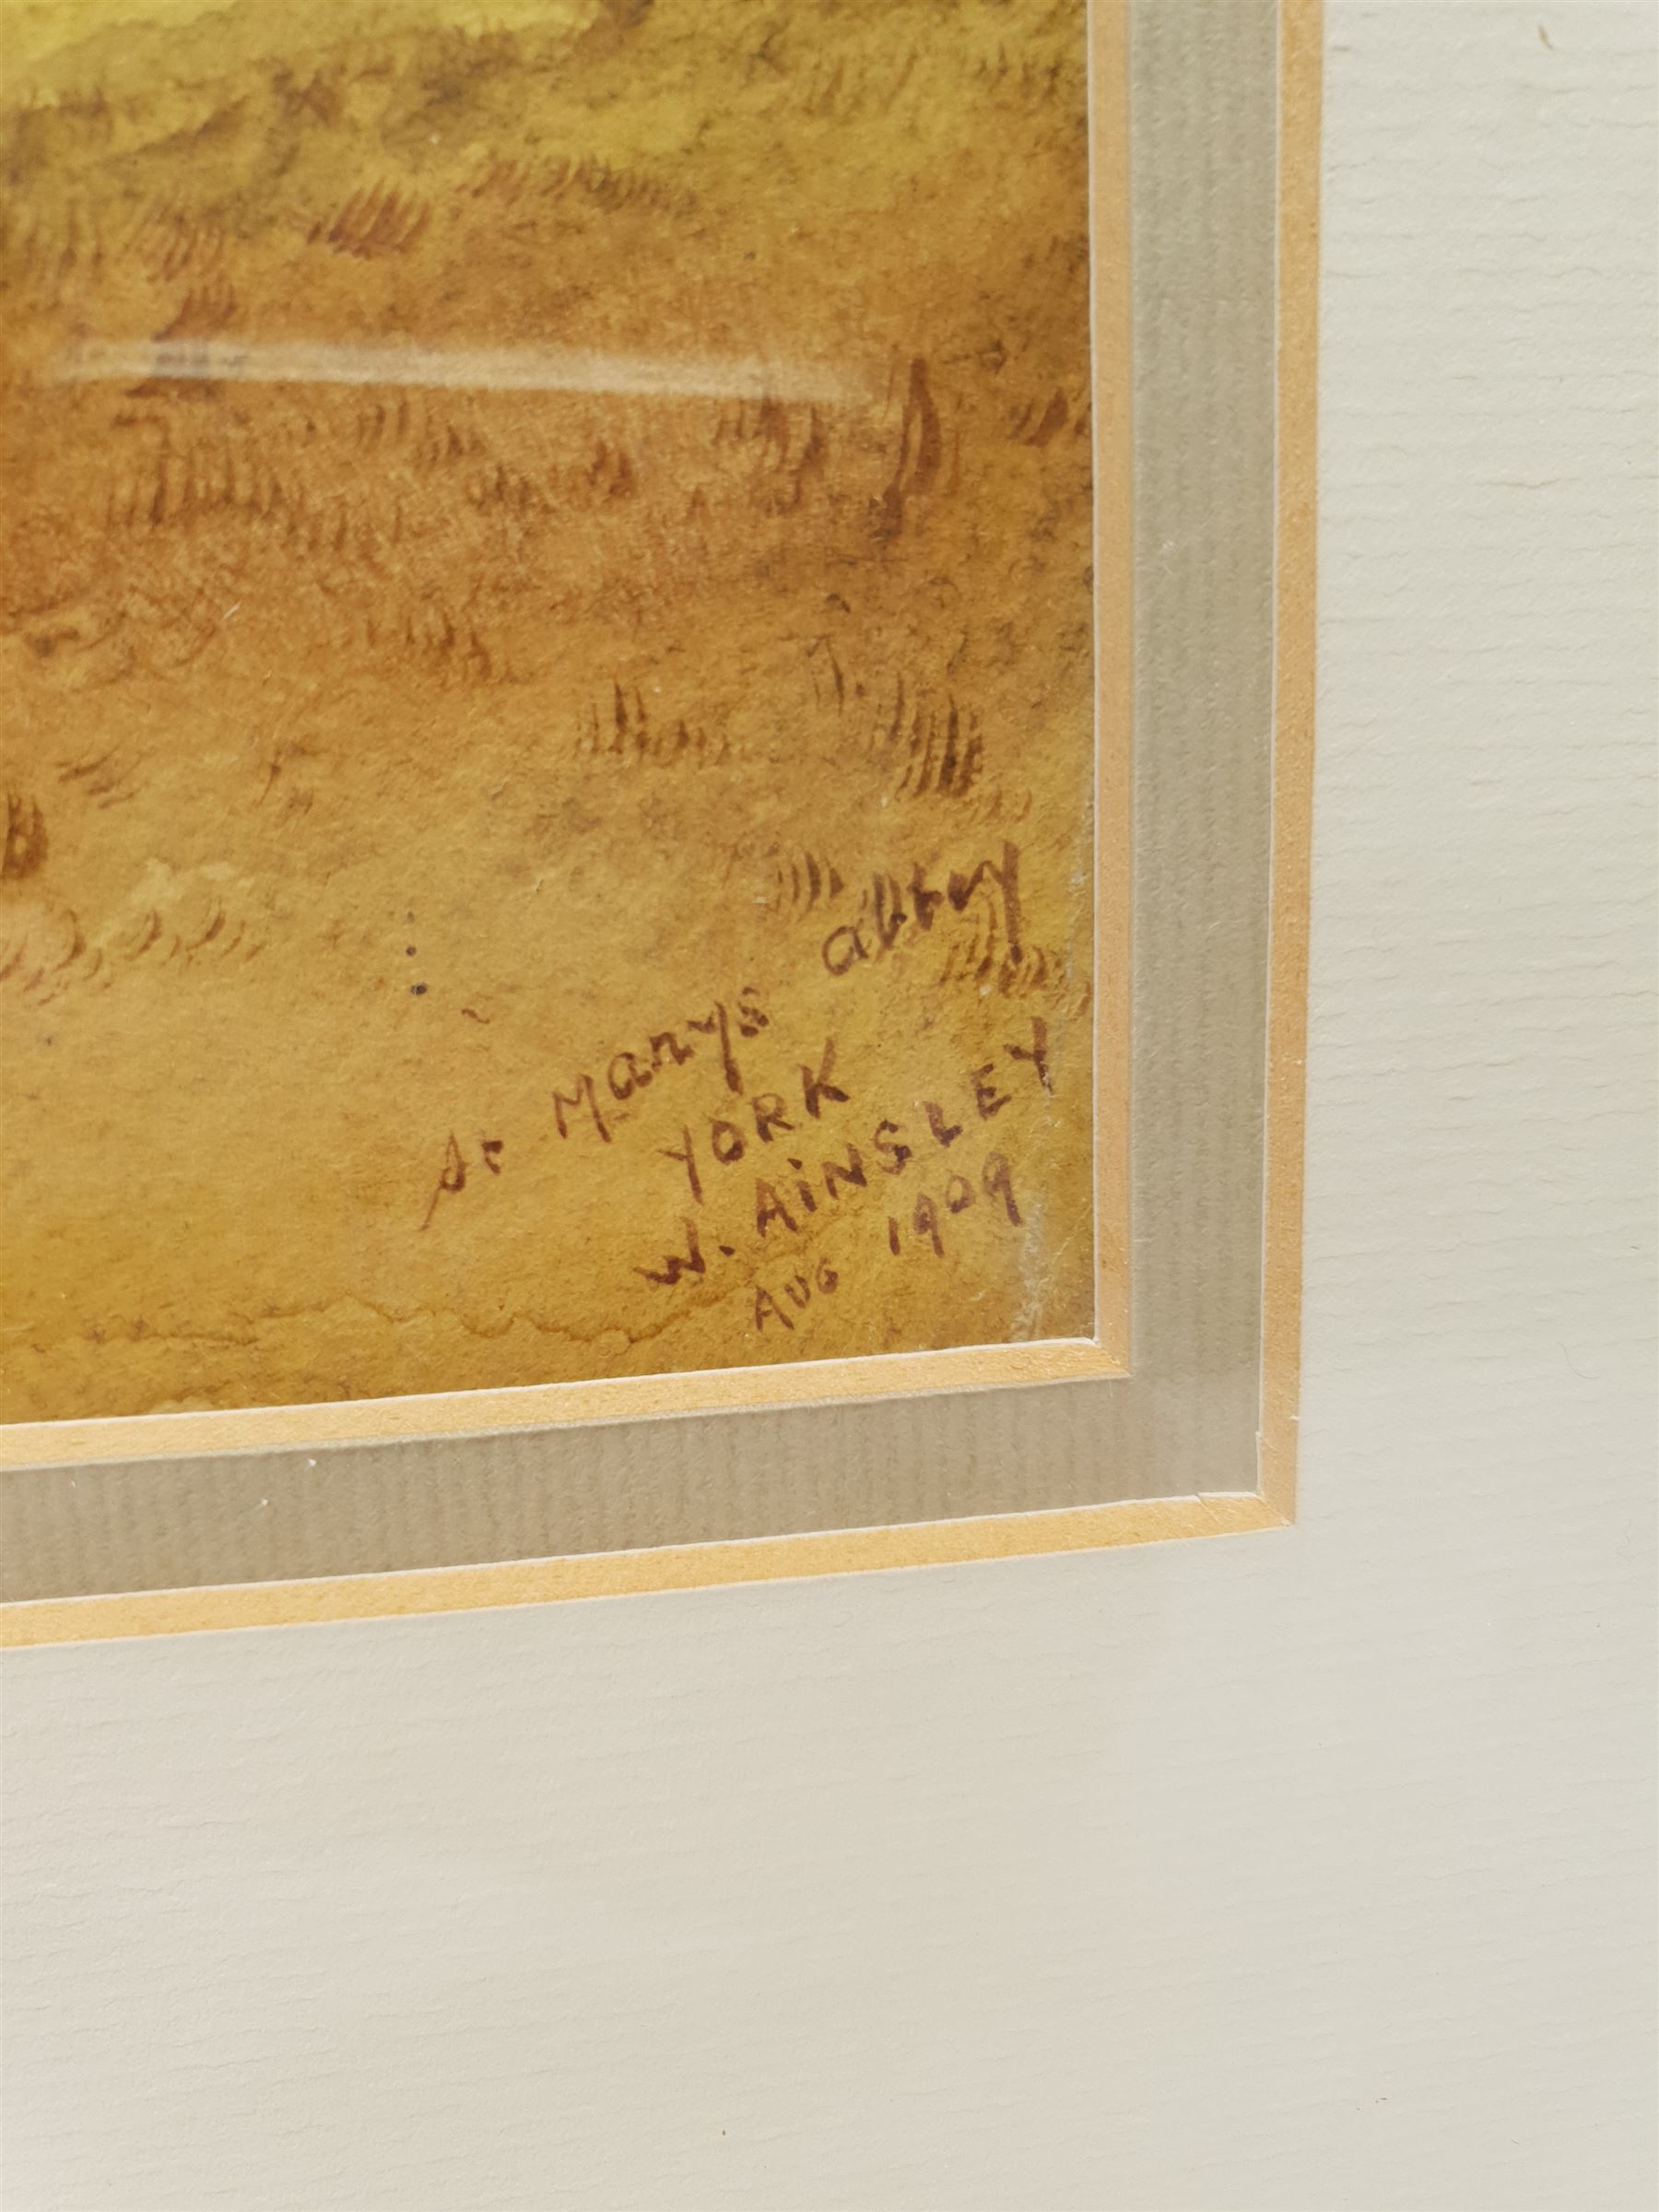 St Marys abbey
YORK
W. AINSLEY
AUG 1909